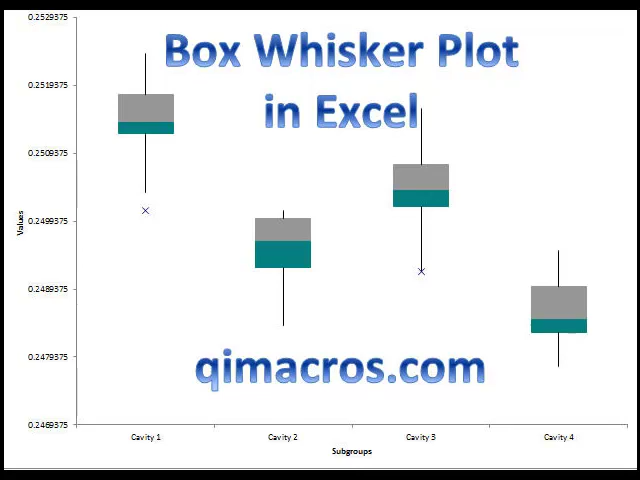 Box Whisker Plot
in Excel
0.2529375
0.2519375
0.2509375
0.2499375
0.2489375
0.2479375
0.2469375
Values
qimacros.com
Cavity 1
Cavity 2
Cavity 3
Cavity 4
Subgroups